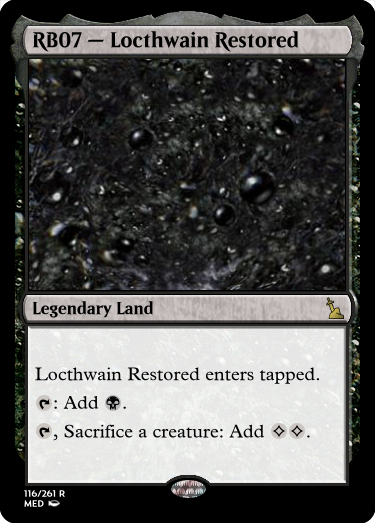 RB07 — Locthwain Restored
Legendary Land
Locthwain Restored enters tapped.
: Add .
, Sacrifice a creature: Add .
116/261 R
MED